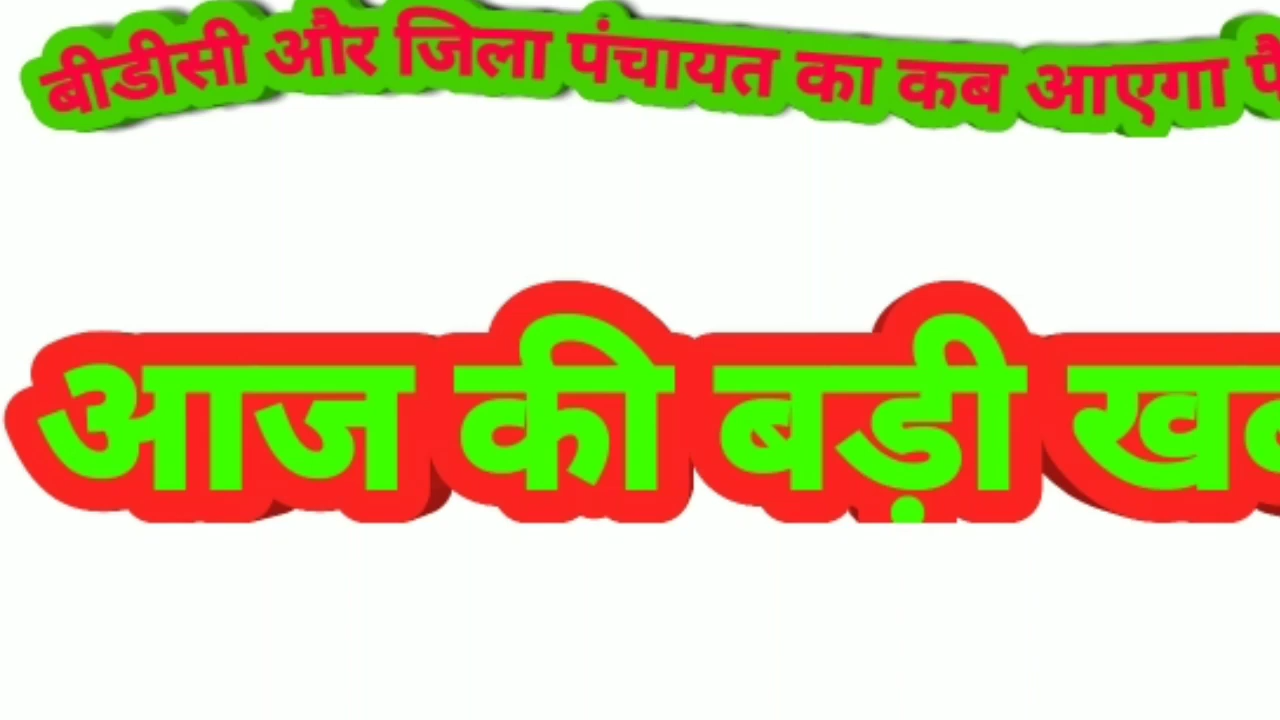 बीडीसी और जिला पंचायत का कब आएगा
आज की बड़ी